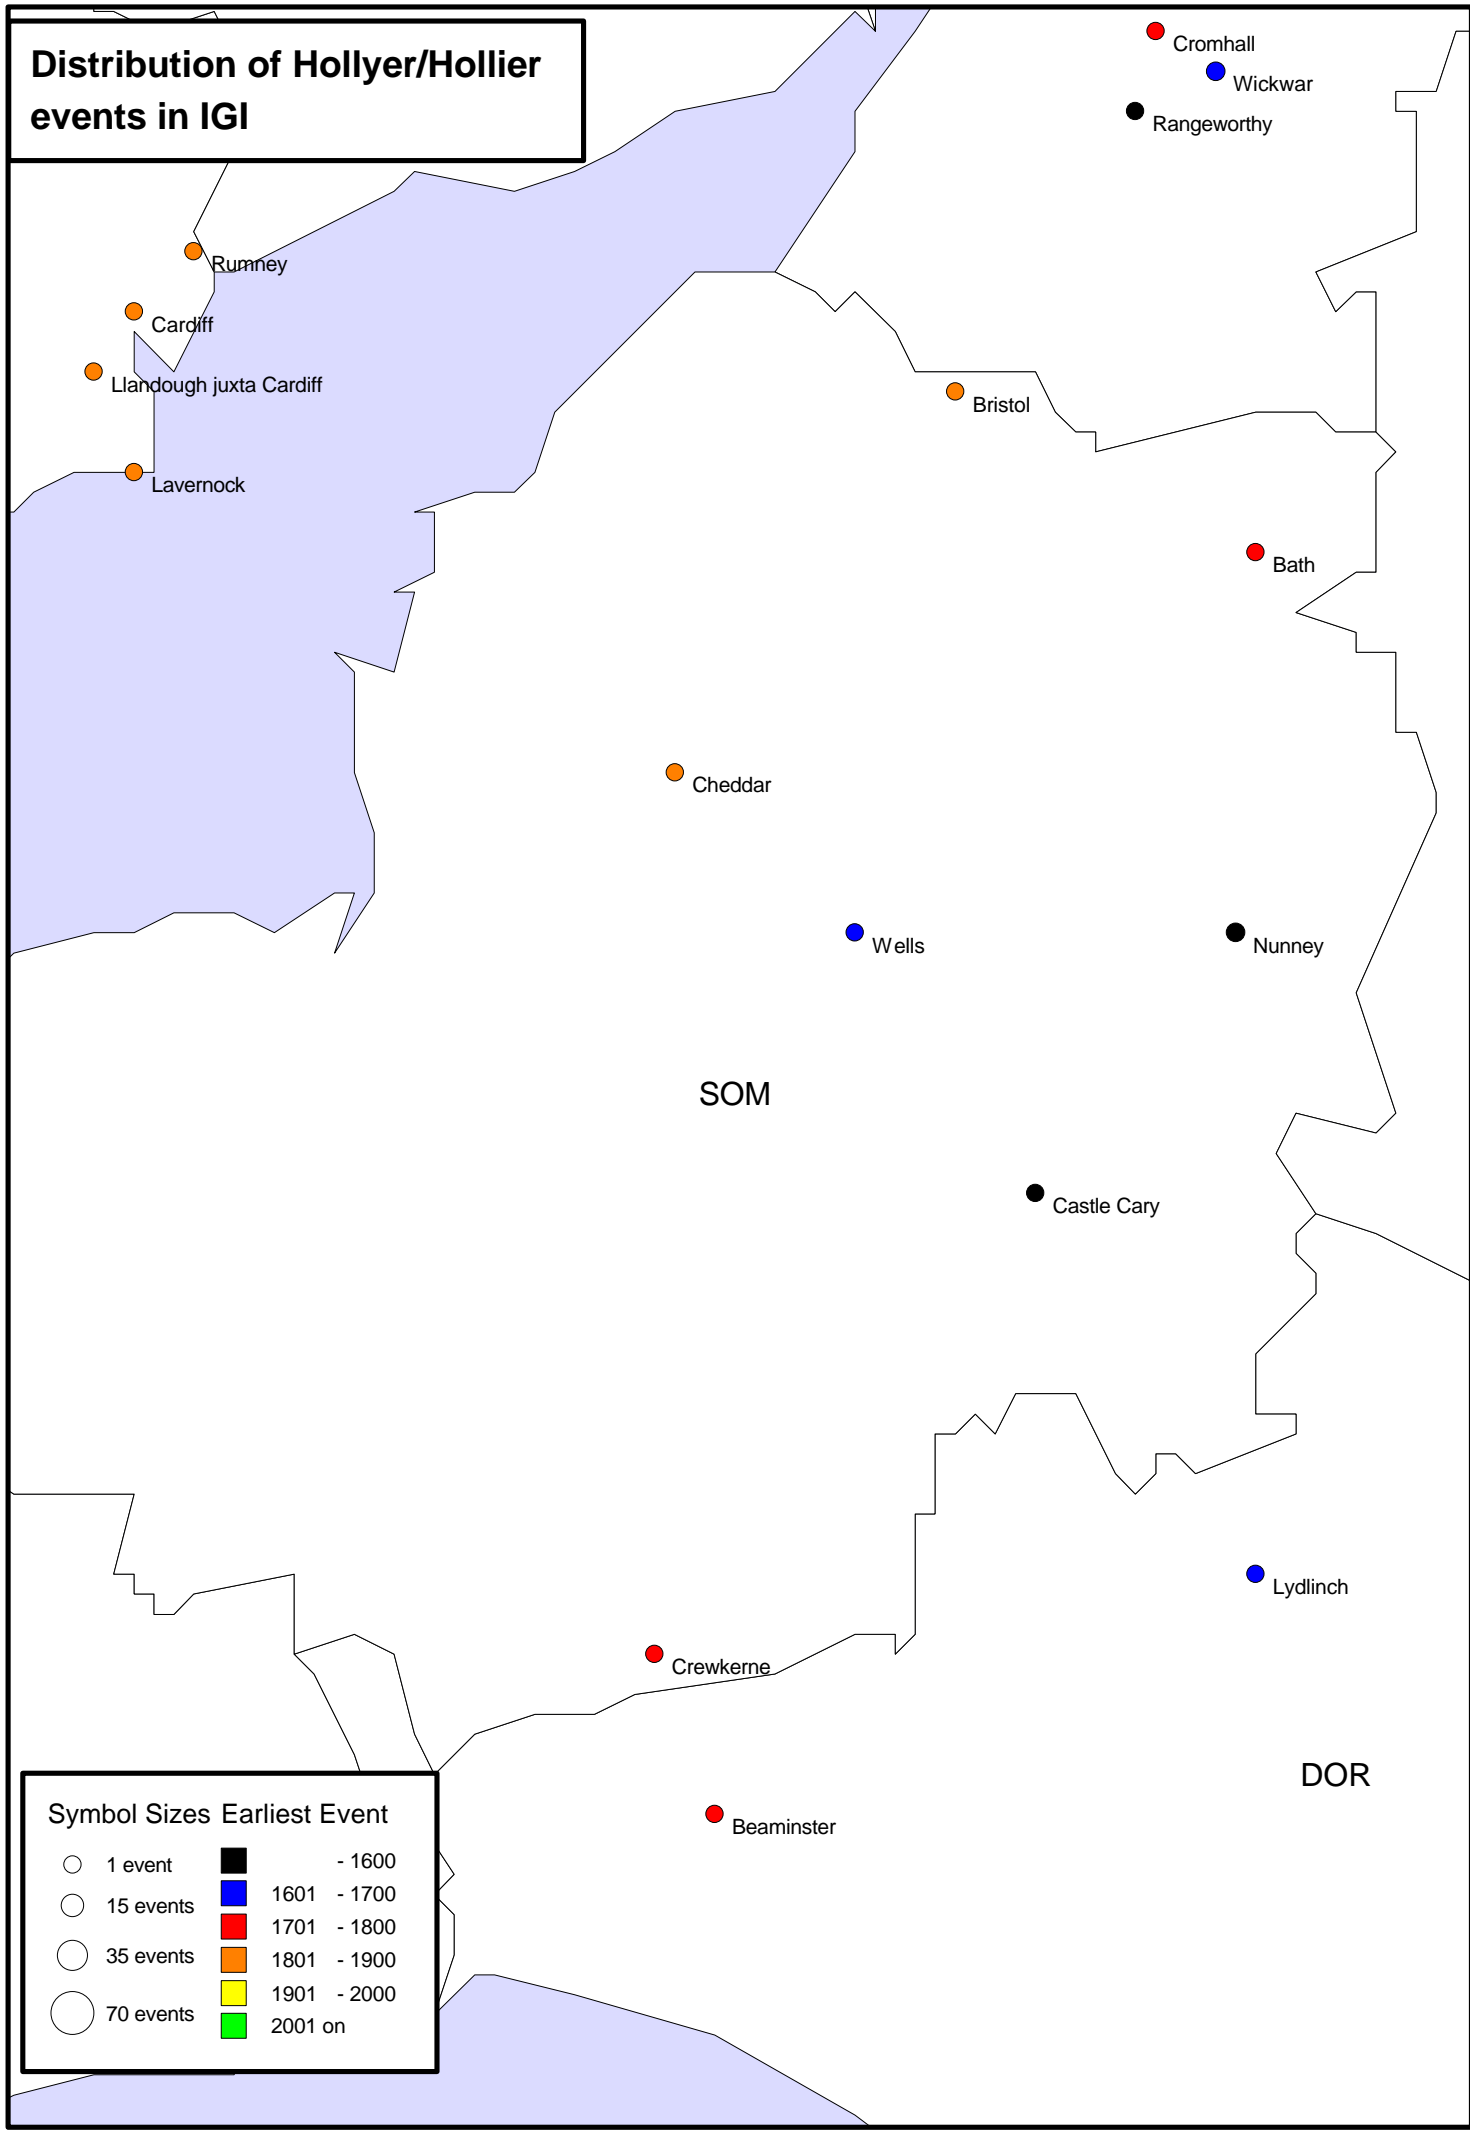 Distribution of Hollyer/Hollier
events in IGI
Cromhall
Wickwar
Rangeworthy
Rumney
Cardiff
Llandough juxta Cardiff
Bristol
Lavernock
Bath
Cheddar
Wells
Nunney
SOM
Castle Cary
Lydlinch
Crewkerne
DOR
Beaminster
Symbol Sizes Earliest Event
1 event - 1600
15 events 1601 - 1700
1701 - 1800
35 events 1801 - 1900
1901 - 2000
70 events 2001 on